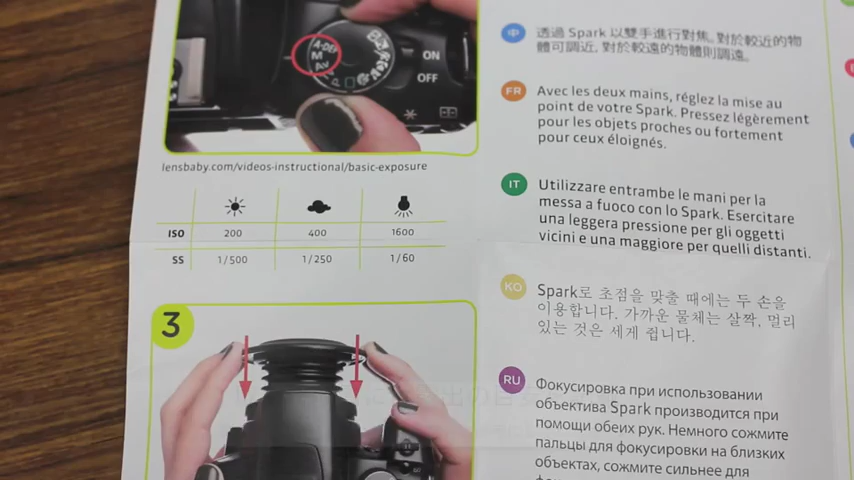 A-DEP
M
Av
ON
OFF
lensbaby.com/videos-instructional/basic-exposure
ISO 200 400 1600
SS 1/500 1/250 1/60
3
中 透過 Spark 以雙手進行對焦。對於較近的物
體可調近，對於較遠的物體則調遠。
FR Avec les deux mains, réglez la mise au
point de votre Spark. Pressez légèrement
pour les objets proches ou fortement
pour ceux éloignés.
IT Utilizzare entrambe le mani per la
messa a fuoco con lo Spark. Esercitare
una leggera pressione per gli oggetti
vicini e una maggiore per quelli distanti.
KO Spark로 초점을 맞출 때에는 두 손을
이용합니다. 가까운 물체는 살짝, 멀리
있는 것은 세게 쥡니다.
RU Фокусировка при использовании
объектива Spark производится при
помощи обеих рук. Немного сожмите
пальцы для фокусировки на близких
объектах, сожмите сильнее для